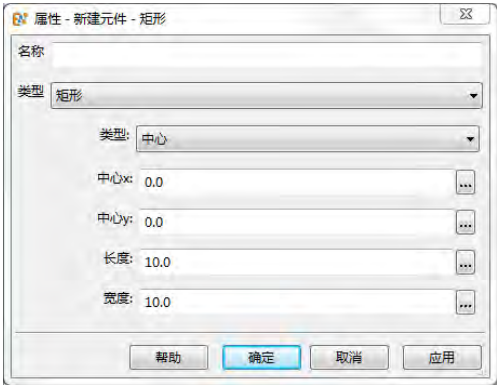 属性 - 新建元件 - 矩形
名称
类型 矩形
类型: 中心
中心x: 0.0 ...
中心y: 0.0 ...
长度: 10.0 ...
宽度: 10.0 ...
帮助 确定 取消 应用